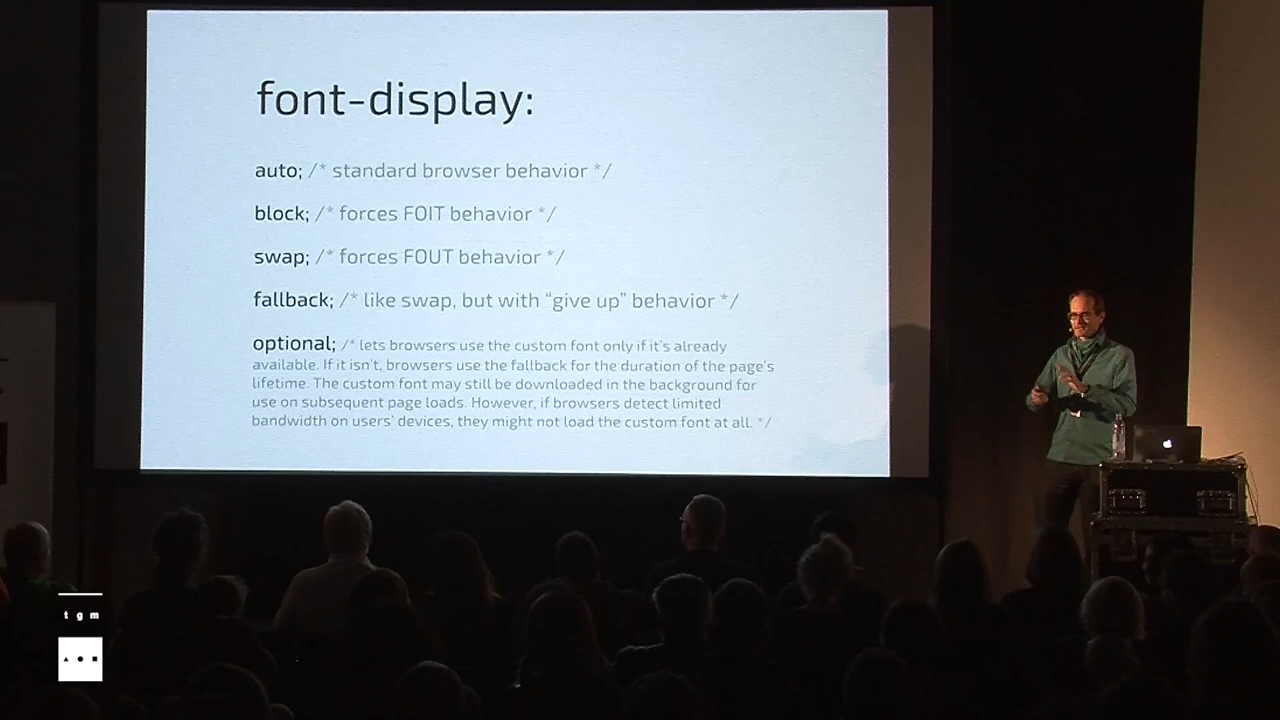 font-display:
auto; /* standard browser behavior */
block; /* forces FOIT behavior */
swap; /* forces FOUT behavior */
fallback; /* like swap, but with “give up” behavior */
optional; /* lets browsers use the custom font only if it’s already
available. If it isn’t, browsers use the fallback for the duration of the page’s
lifetime. The custom font may still be downloaded in the background for
use on subsequent page loads. However, if browsers detect limited
bandwidth on users’ devices, they might not load the custom font at all. */
t g m